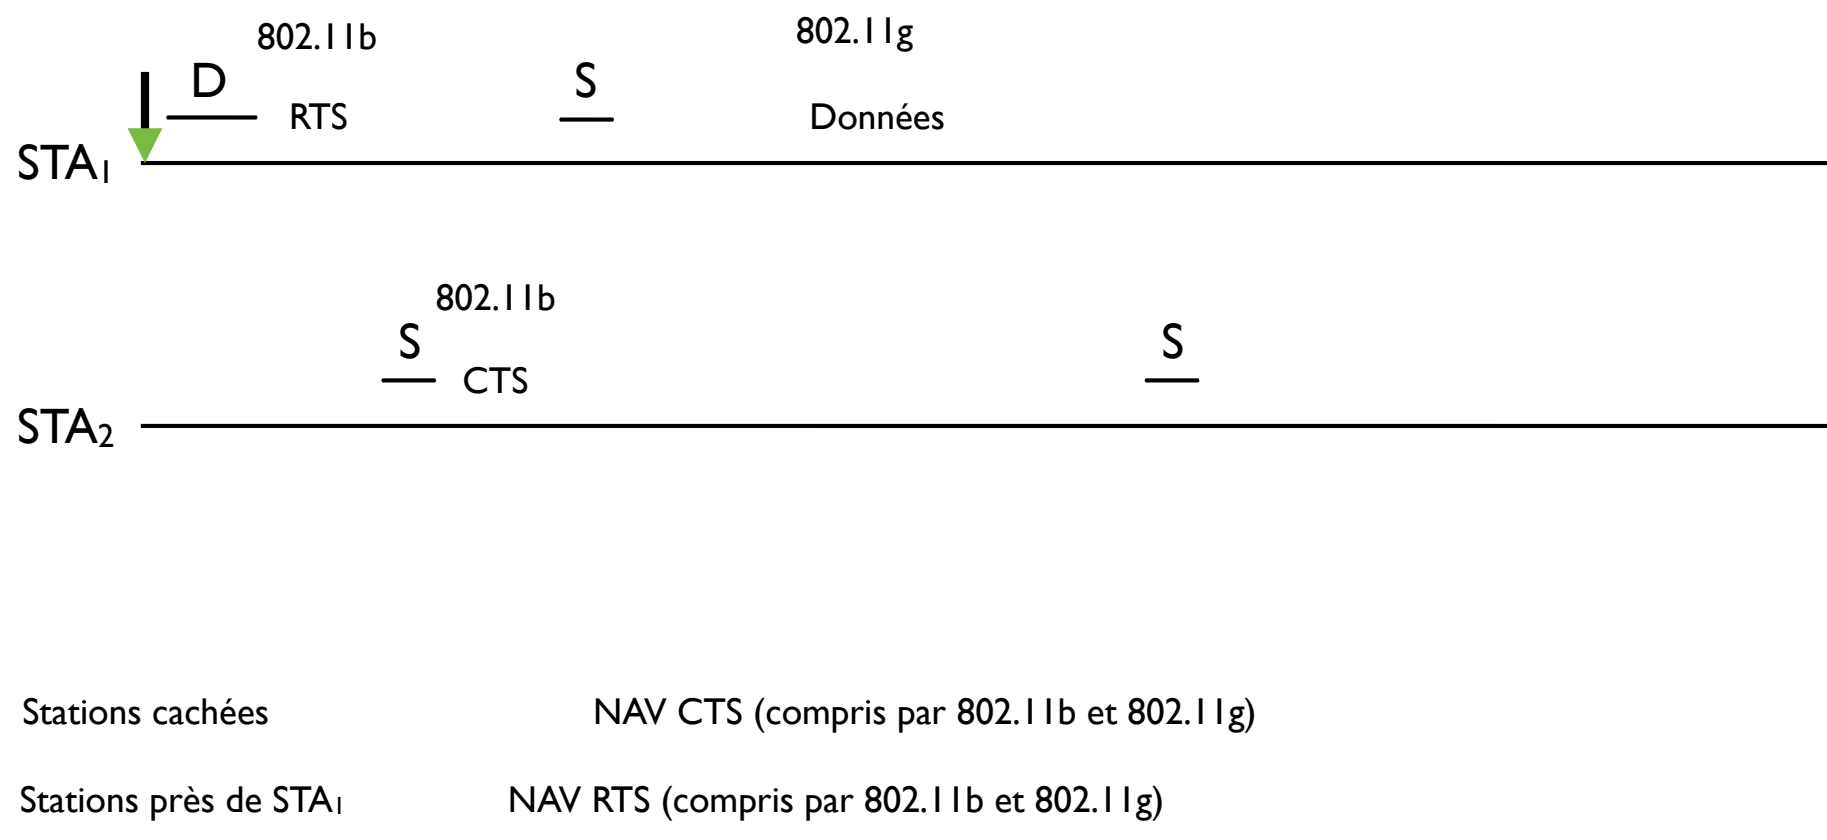 802.11b 802.11g
D S
RTS Données
STA1
802.11b
S S
CTS
STA2
Stations cachées NAV CTS (compris par 802.11b et 802.11g)
Stations près de STA1 NAV RTS (compris par 802.11b et 802.11g)